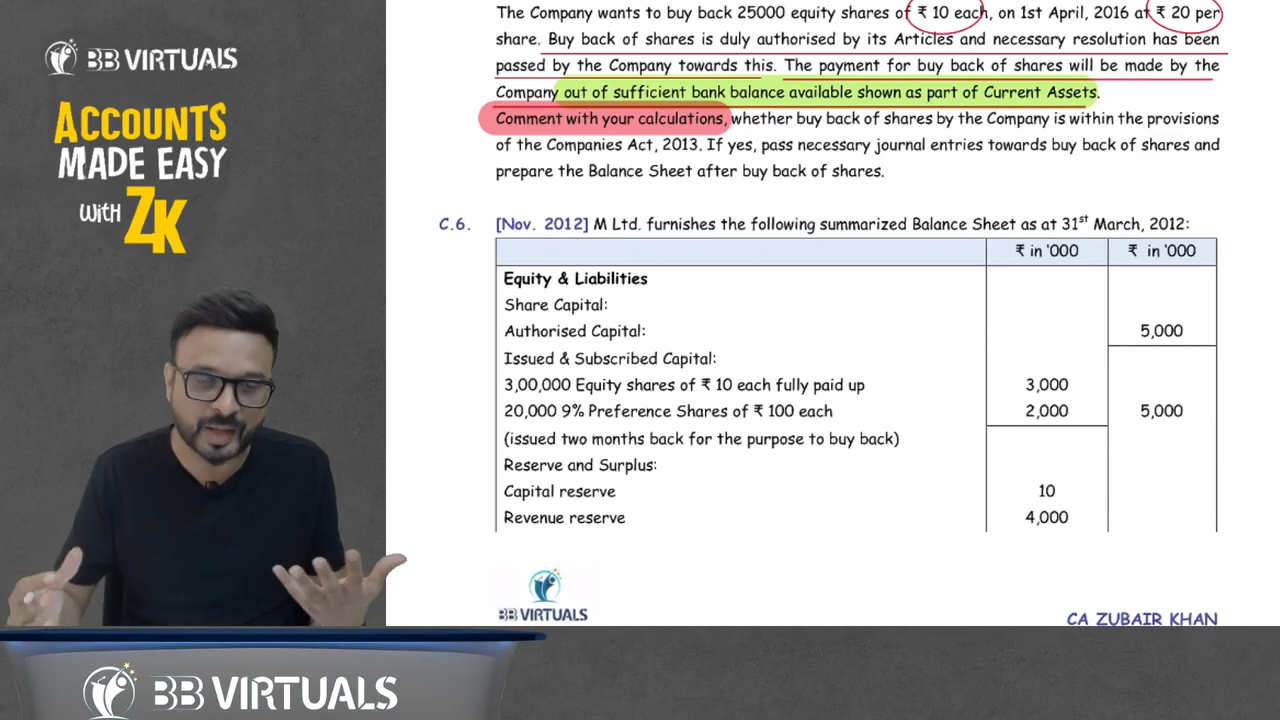 BB VIRTUALS
ACCOUNTS
MADE EASY
with ZK
The Company wants to buy back 25000 equity shares of ₹ 10 each, on 1st April, 2016 at ₹ 20 per
share. Buy back of shares is duly authorised by its Articles and necessary resolution has been
passed by the Company towards this. The payment for buy back of shares will be made by the
Company out of sufficient bank balance available shown as part of Current Assets.
Comment with your calculations, whether buy back of shares by the Company is within the provisions
of the Companies Act, 2013. If yes, pass necessary journal entries towards buy back of shares and
prepare the Balance Sheet after buy back of shares.
C.6. [Nov. 2012] M Ltd. furnishes the following summarized Balance Sheet as at 31st March, 2012:
₹ in '000 ₹ in '000
Equity & Liabilities
Share Capital:
Authorised Capital: 5,000
Issued & Subscribed Capital:
3,00,000 Equity shares of ₹ 10 each fully paid up 3,000
20,000 9% Preference Shares of ₹ 100 each 2,000 5,000
(issued two months back for the purpose to buy back)
Reserve and Surplus:
Capital reserve 10
Revenue reserve 4,000
BB VIRTUALS
CA ZUBAIR KHAN
BB VIRTUALS